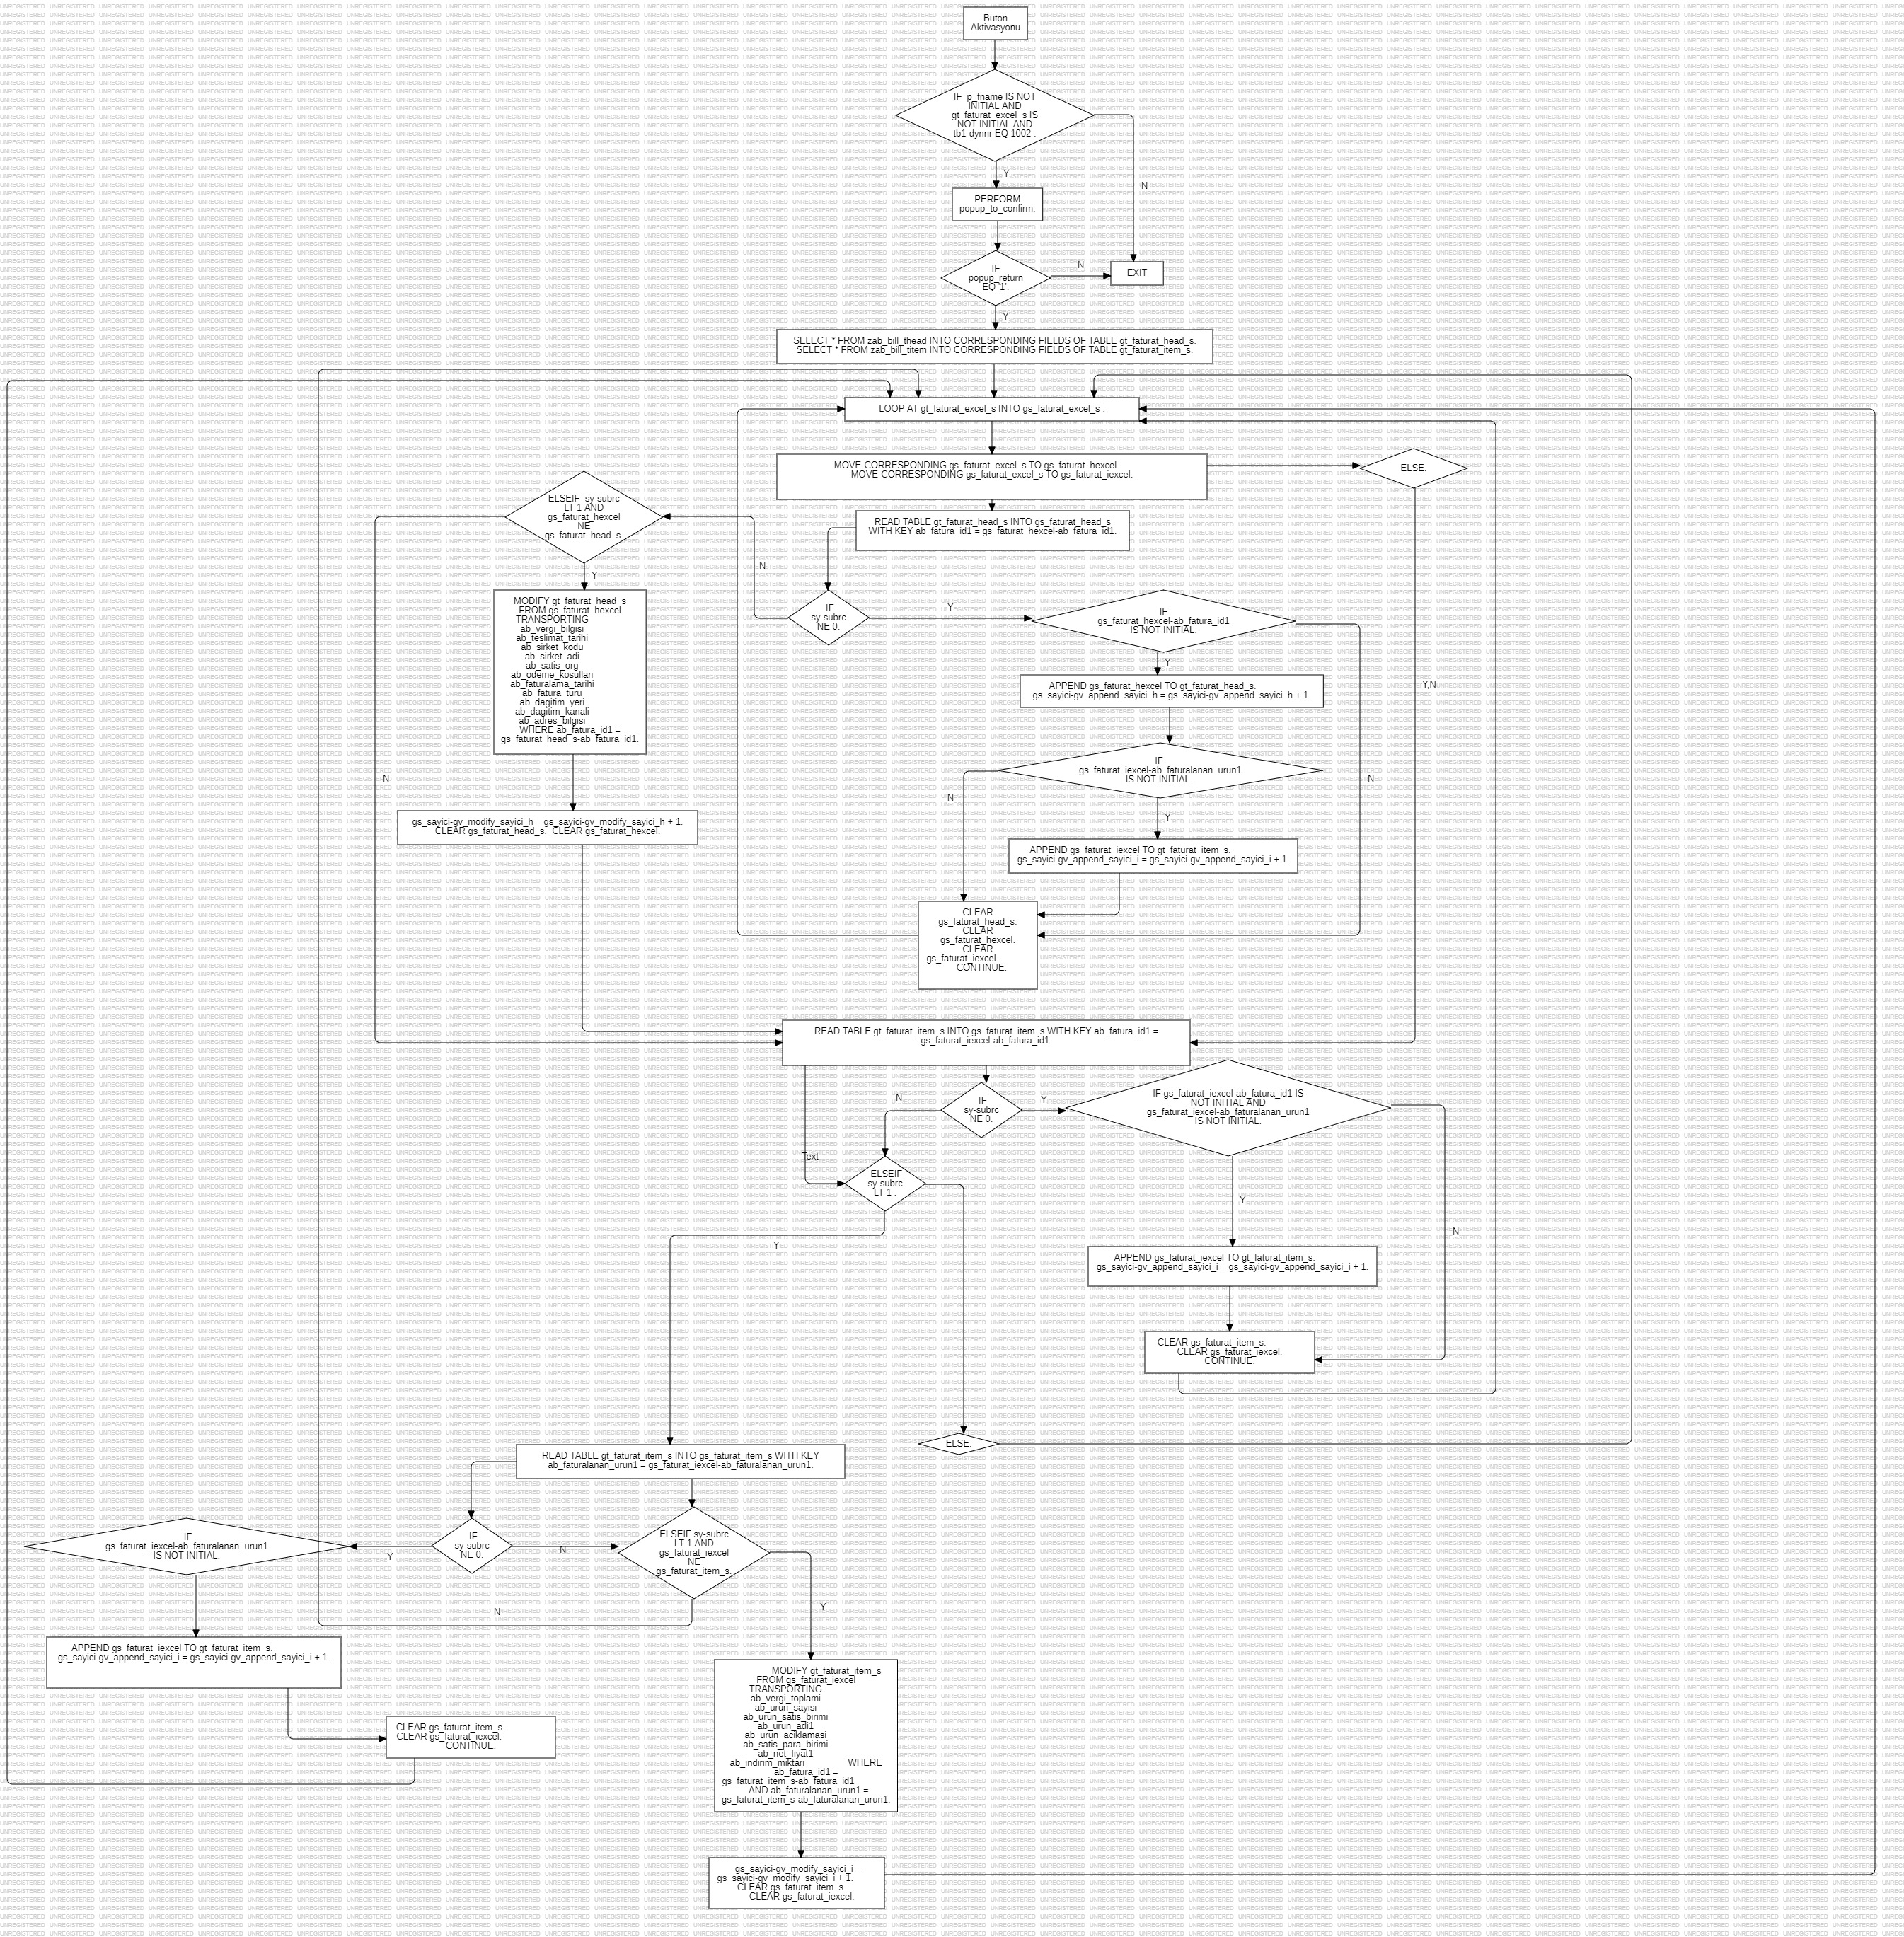 Buton
Aktivasyonu
IF p_fname IS NOT
INITIAL AND
gt_faturat_excel_s IS
NOT INITIAL AND
tb1-dynnr EQ 1002 .
Y
N
PERFORM
popup_to_confirm.
IF
popup_return
EQ '1'.
N
EXIT
Y
SELECT * FROM zab_bill_thead INTO CORRESPONDING FIELDS OF TABLE gt_faturat_head_s.
SELECT * FROM zab_bill_titem INTO CORRESPONDING FIELDS OF TABLE gt_faturat_item_s.
LOOP AT gt_faturat_excel_s INTO gs_faturat_excel_s .
MOVE-CORRESPONDING gs_faturat_excel_s TO gs_faturat_hexcel.
MOVE-CORRESPONDING gs_faturat_excel_s TO gs_faturat_iexcel.
ELSE.
ELSEIF sy-subrc
LT 1 AND
gs_faturat_hexcel
NE
gs_faturat_head_s.
READ TABLE gt_faturat_head_s INTO gs_faturat_head_s
WITH KEY ab_fatura_id1 = gs_faturat_hexcel-ab_fatura_id1.
N
Y
MODIFY gt_faturat_head_s
FROM gs_faturat_hexcel
TRANSPORTING
ab_vergi_bilgisi
ab_teslimat_tarihi
ab_sirket_kodu
ab_sirket_adi
ab_satis_org
ab_odeme_kosullari
ab_faturalama_tarihi
ab_fatura_turu
ab_dagitim_yeri
ab_dagitim_kanali
ab_adres_bilgisi
WHERE ab_fatura_id1 =
gs_faturat_head_s-ab_fatura_id1.
IF
sy-subrc
NE 0.
Y
IF
gs_faturat_hexcel-ab_fatura_id1
IS NOT INITIAL.
Y
Y,N
APPEND gs_faturat_hexcel TO gt_faturat_head_s.
gs_sayici-gv_append_sayici_h = gs_sayici-gv_append_sayici_h + 1.
IF
gs_faturat_iexcel-ab_faturalanan_urun1
IS NOT INITIAL .
N
N
N
Y
gs_sayici-gv_modify_sayici_h = gs_sayici-gv_modify_sayici_h + 1.
CLEAR gs_faturat_head_s. CLEAR gs_faturat_hexcel.
APPEND gs_faturat_iexcel TO gt_faturat_item_s.
gs_sayici-gv_append_sayici_i = gs_sayici-gv_append_sayici_i + 1.
CLEAR
gs_faturat_head_s.
CLEAR
gs_faturat_hexcel.
CLEAR
gs_faturat_iexcel.
CONTINUE.
READ TABLE gt_faturat_item_s INTO gs_faturat_item_s WITH KEY ab_fatura_id1 =
gs_faturat_iexcel-ab_fatura_id1.
N
IF
sy-subrc
NE 0.
Y
IF gs_faturat_iexcel-ab_fatura_id1 IS
NOT INITIAL AND
gs_faturat_iexcel-ab_faturalanan_urun1
IS NOT INITIAL.
Text
ELSEIF
sy-subrc
LT 1 .
Y
N
Y
APPEND gs_faturat_iexcel TO gt_faturat_item_s.
gs_sayici-gv_append_sayici_i = gs_sayici-gv_append_sayici_i + 1.
CLEAR gs_faturat_item_s.
CLEAR gs_faturat_iexcel.
CONTINUE.
ELSE.
READ TABLE gt_faturat_item_s INTO gs_faturat_item_s WITH KEY
ab_faturalanan_urun1 = gs_faturat_iexcel-ab_faturalanan_urun1.
IF
gs_faturat_iexcel-ab_faturalanan_urun1
IS NOT INITIAL.
Y
IF
sy-subrc
NE 0.
N
ELSEIF sy-subrc
LT 1 AND
gs_faturat_iexcel
NE
gs_faturat_item_s.
N
Y
APPEND gs_faturat_iexcel TO gt_faturat_item_s.
gs_sayici-gv_append_sayici_i = gs_sayici-gv_append_sayici_i + 1.
CLEAR gs_faturat_item_s.
CLEAR gs_faturat_iexcel.
CONTINUE.
MODIFY gt_faturat_item_s
FROM gs_faturat_iexcel
TRANSPORTING
ab_vergi_toplami
ab_urun_sayisi
ab_urun_satis_birimi
ab_urun_adi1
ab_urun_aciklamasi
ab_satis_para_birimi
ab_net_fiyat1
ab_indirim_miktari WHERE
ab_fatura_id1 =
gs_faturat_item_s-ab_fatura_id1
AND ab_faturalanan_urun1 =
gs_faturat_item_s-ab_faturalanan_urun1.
gs_sayici-gv_modify_sayici_i =
gs_sayici-gv_modify_sayici_i + 1.
CLEAR gs_faturat_item_s.
CLEAR gs_faturat_iexcel.
UNREGISTERED